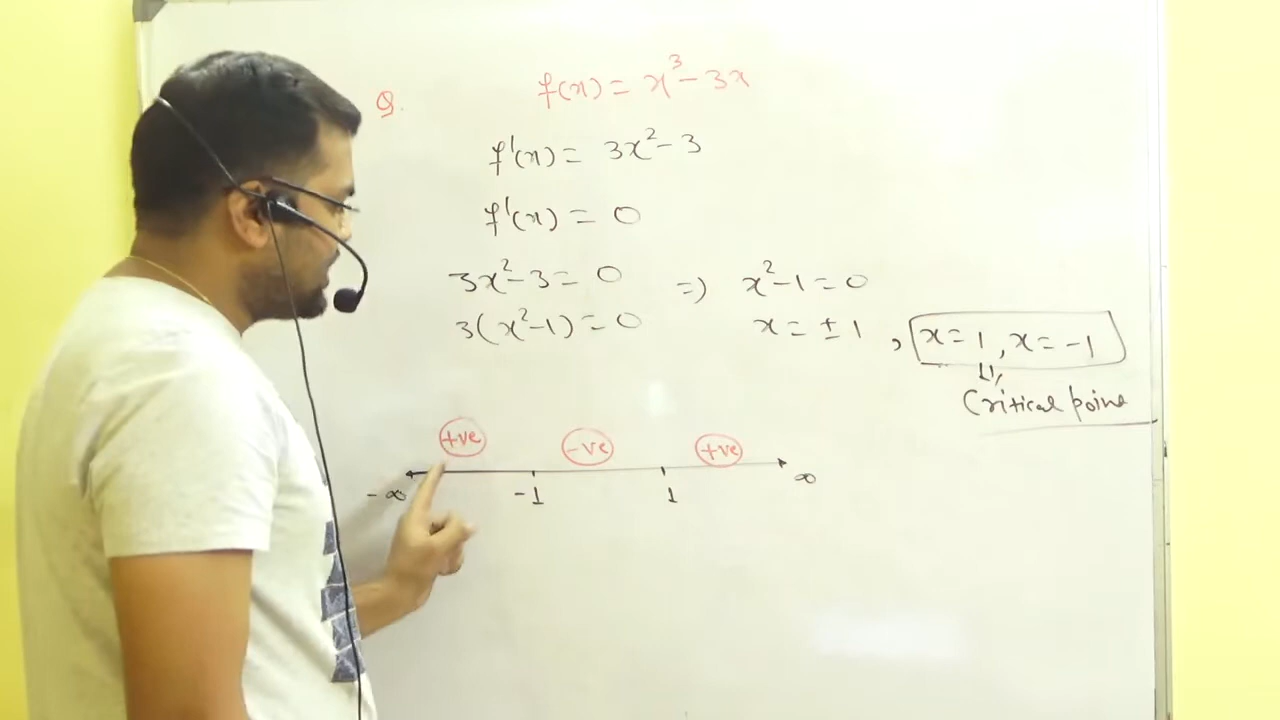 Q. f(x) = x³ - 3x
f'(x) = 3x² - 3
f'(x) = 0
3x² - 3 = 0 => x² - 1 = 0
3(x² - 1) = 0 x = ± 1 , x = 1 , x = -1
Critical point
+ve -ve +ve
-∞ -1 1 ∞